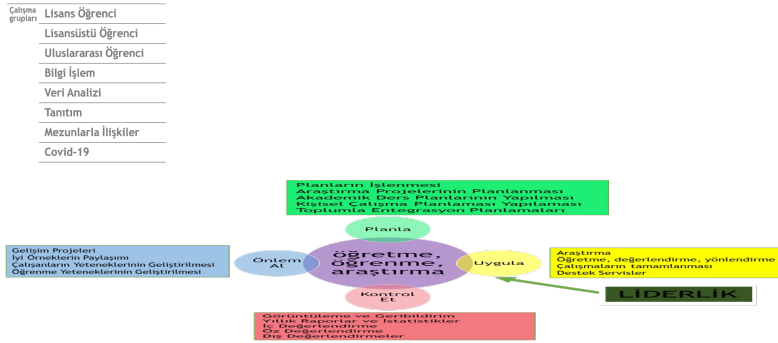 Çalışma
grupları
Lisans Öğrenci
Lisansüstü Öğrenci
Uluslararası Öğrenci
Bilgi İşlem
Veri Analizi
Tanıtım
Mezunlarla İlişkiler
Covid-19
Planların İşlenmesi
Araştırma Projelerinin Planlanması
Akademik Ders Planlarının Yapılması
Kişisel Çalışma Planlaması Yapılaması
Toplumla Entegrasyon Planlamaları
Planla
Gelişim Projeleri
İyi Örneklerin Paylaşımı
Çalışanların Yeteneklerinin Geliştirilmesi
Öğrenme Yeteneklerinin Geliştirilmesi
Önlem
Al
öğretme,
öğrenme,
araştırma
Uygula
Araştırma
Öğretme, değerlendirme, yönlendirme
Çalışmaların tamamlanması
Destek Servisler
LİDERLİK
Kontrol
Et
Görüntüleme ve Geribildirim
Yıllık Raporlar ve İstatistikler
İç Değerlendirme
Öz Değerlendirme
Dış Değerlendirmeler